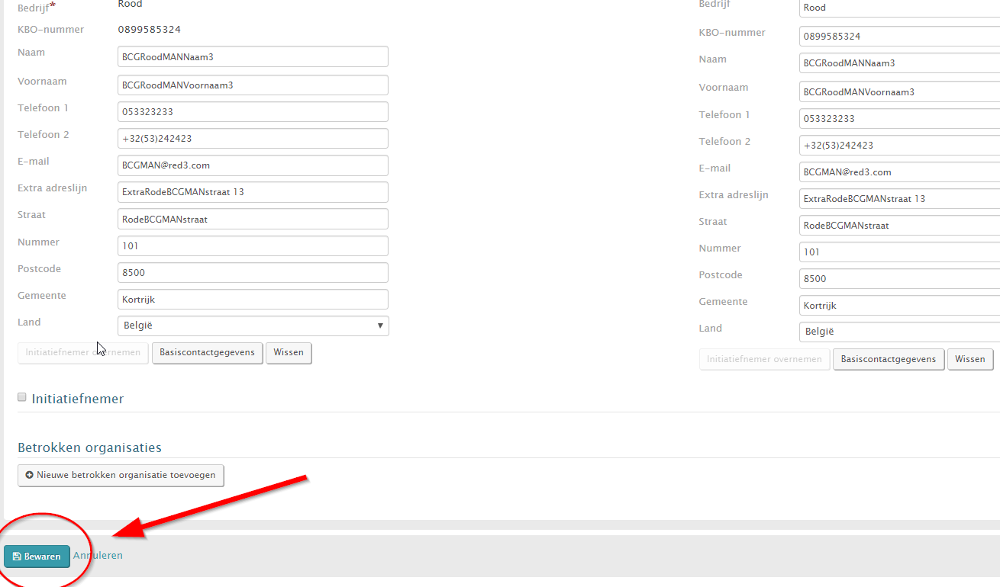 Bedrijf* Rood
KBO-nummer 0899585324
Naam BCGRoodMANNaam3
Voornaam BCGRoodMANVoornaam3
Telefoon 1 053323233
Telefoon 2 +32(53)242423
E-mail BCGMAN@red3.com
Extra adreslijn ExtraRodeBCGMANstraat 13
Straat RodeBCGMANstraat
Nummer 101
Postcode 8500
Gemeente Kortrijk
Land België
Initiatiefnemer overnemen Basiscontactgegevens Wissen
Bedrijf Rood
KBO-nummer 0899585324
Naam BCGRoodMANNaam3
Voornaam BCGRoodMANVoornaam3
Telefoon 1 053323233
Telefoon 2 +32(53)242423
E-mail BCGMAN@red3.com
Extra adreslijn ExtraRodeBCGMANstraat 13
Straat RodeBCGMANstraat
Nummer 101
Postcode 8500
Gemeente Kortrijk
Land België
Initiatiefnemer overnemen Basiscontactgegevens Wissen
Initiatiefnemer
Betrokken organisaties
Nieuwe betrokken organisatie toevoegen
Bewaren Annuleren